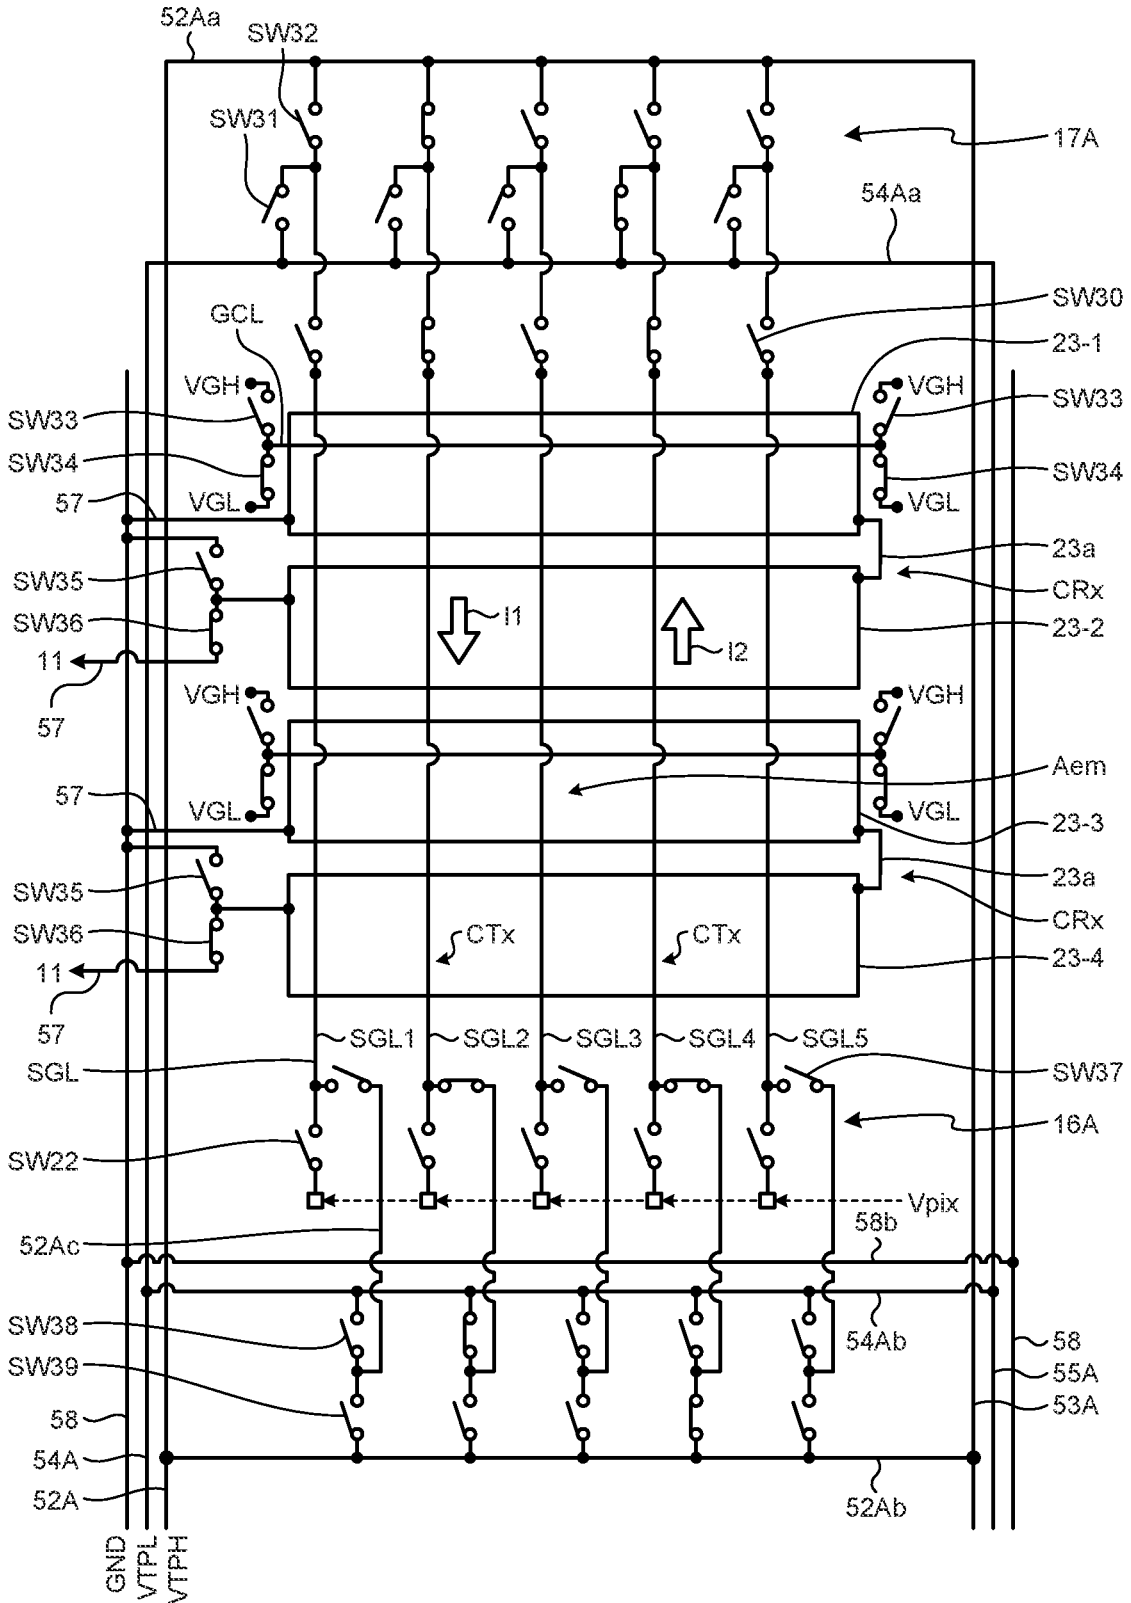 52Aa
SW32
SW31
17A
54Aa
GCL
SW30
23-1
VGH
VGH
SW33
SW33
SW34
SW34
57
VGL
VGL
23a
SW35
CRx
SW36
I1
23-2
11
I2
57
VGH
VGH
57
Aem
VGL
VGL
23-3
SW35
23a
SW36
CTx
CTx
CRx
11
23-4
57
SGL1
SGL2
SGL3
SGL4
SGL5
SGL
SW37
16A
SW22
Vpix
52Ac
58b
SW38
54Ab
58
SW39
55A
58
53A
54A
52A
52Ab
GND
VTPL
VTPH